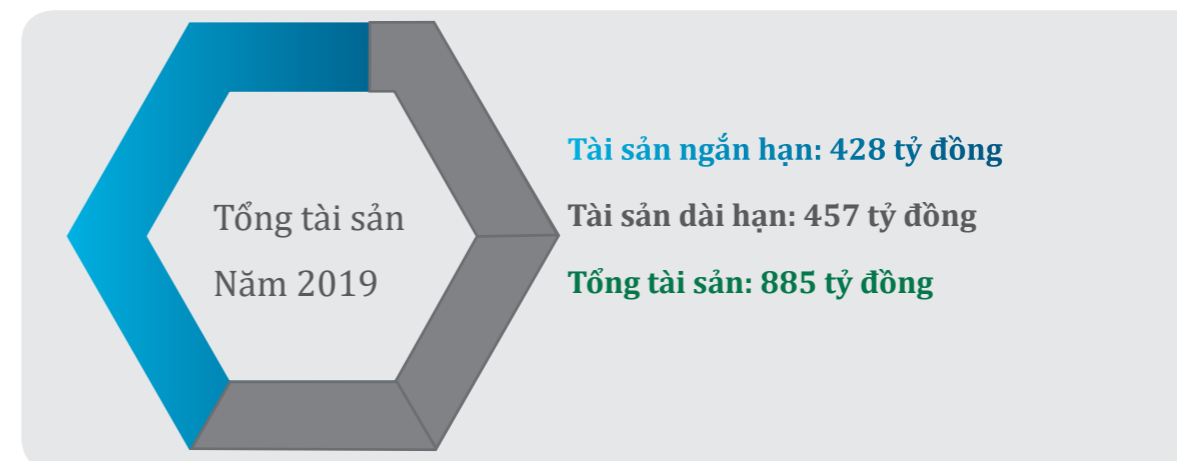 Tổng tài sản
Năm 2019
Tài sản ngắn hạn: 428 tỷ đồng
Tài sản dài hạn: 457 tỷ đồng
Tổng tài sản: 885 tỷ đồng